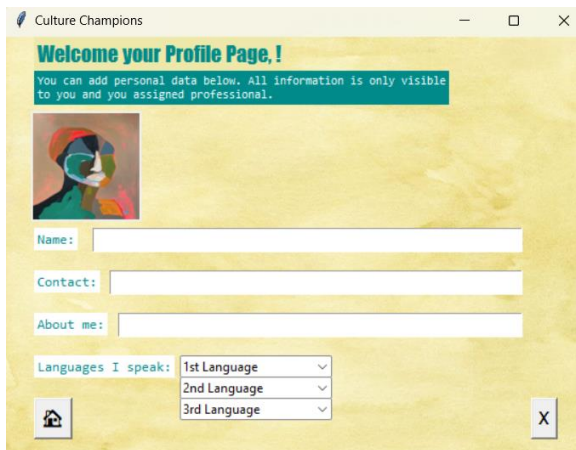 Culture Champions
Welcome your Profile Page, !
You can add personal data below. All information is only visible
to you and you assigned professional.
Name:
Contact:
About me:
Languages I speak:
1st Language
2nd Language
3rd Language
X